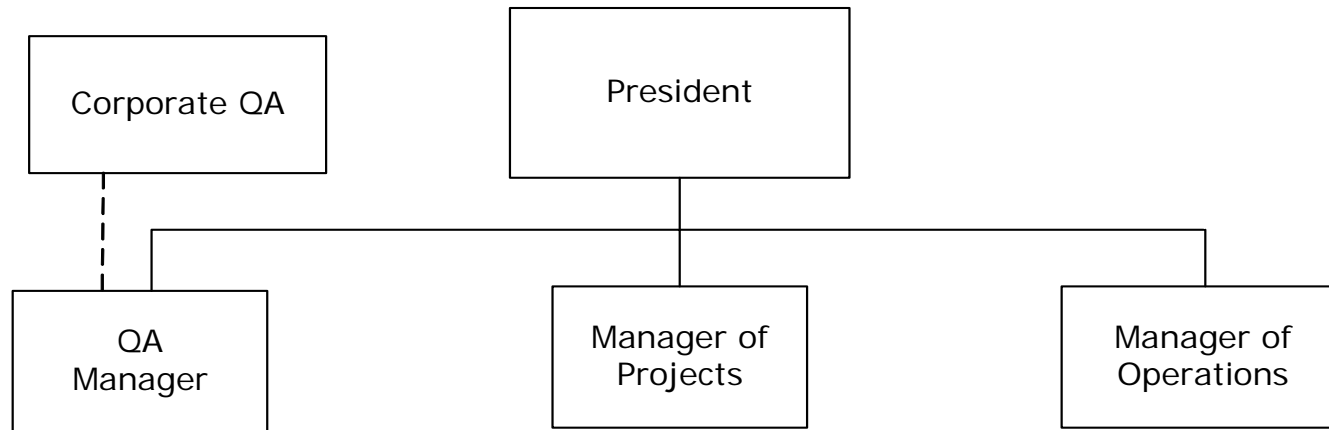 Corporate QA
President
QA
Manager
Manager of
Projects
Manager of
Operations